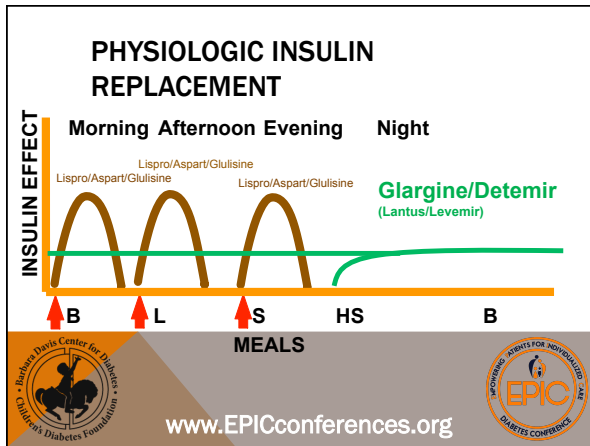 PHYSIOLOGIC INSULIN
REPLACEMENT
Morning Afternoon Evening Night
Lispro/Aspart/Glulisine
Lispro/Aspart/Glulisine
Lispro/Aspart/Glulisine
Glargine/Detemir
(Lantus/Levemir)
INSULIN EFFECT
B L S HS B
MEALS
• Barbara Davis Center for Diabetes •
Children's Diabetes Foundation
www.EPICconferences.org
EMPOWERING PATIENTS FOR INDIVIDUALIZED CARE
EPIC
DIABETES CONFERENCE